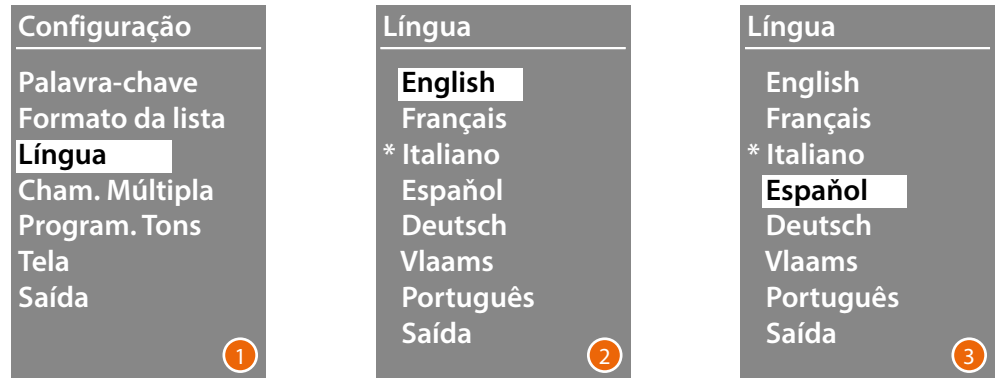 Configuração
Palavra-chave
Formato da lista
Língua
Cham. Múltipla
Program. Tons
Tela
Saída
1
Língua
English
Français
* Italiano
Espaňol
Deutsch
Vlaams
Português
Saída
2
Língua
English
Français
* Italiano
Espaňol
Deutsch
Vlaams
Português
Saída
3